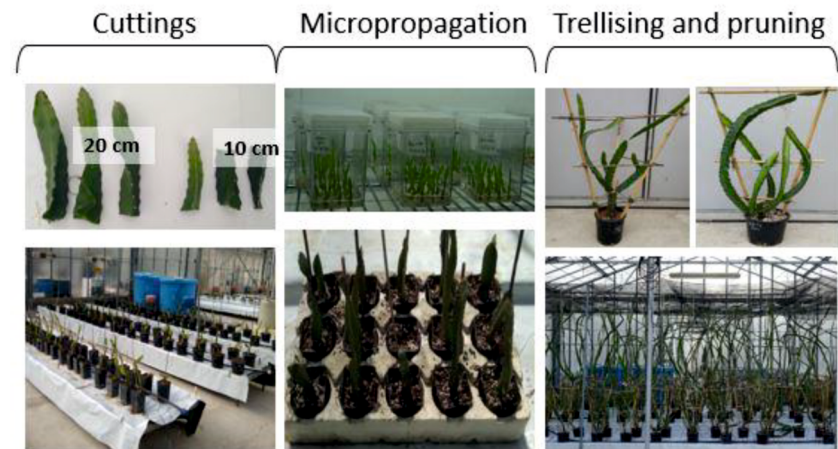 Cuttings
Micropropagation
Trellising and pruning
20 cm
10 cm